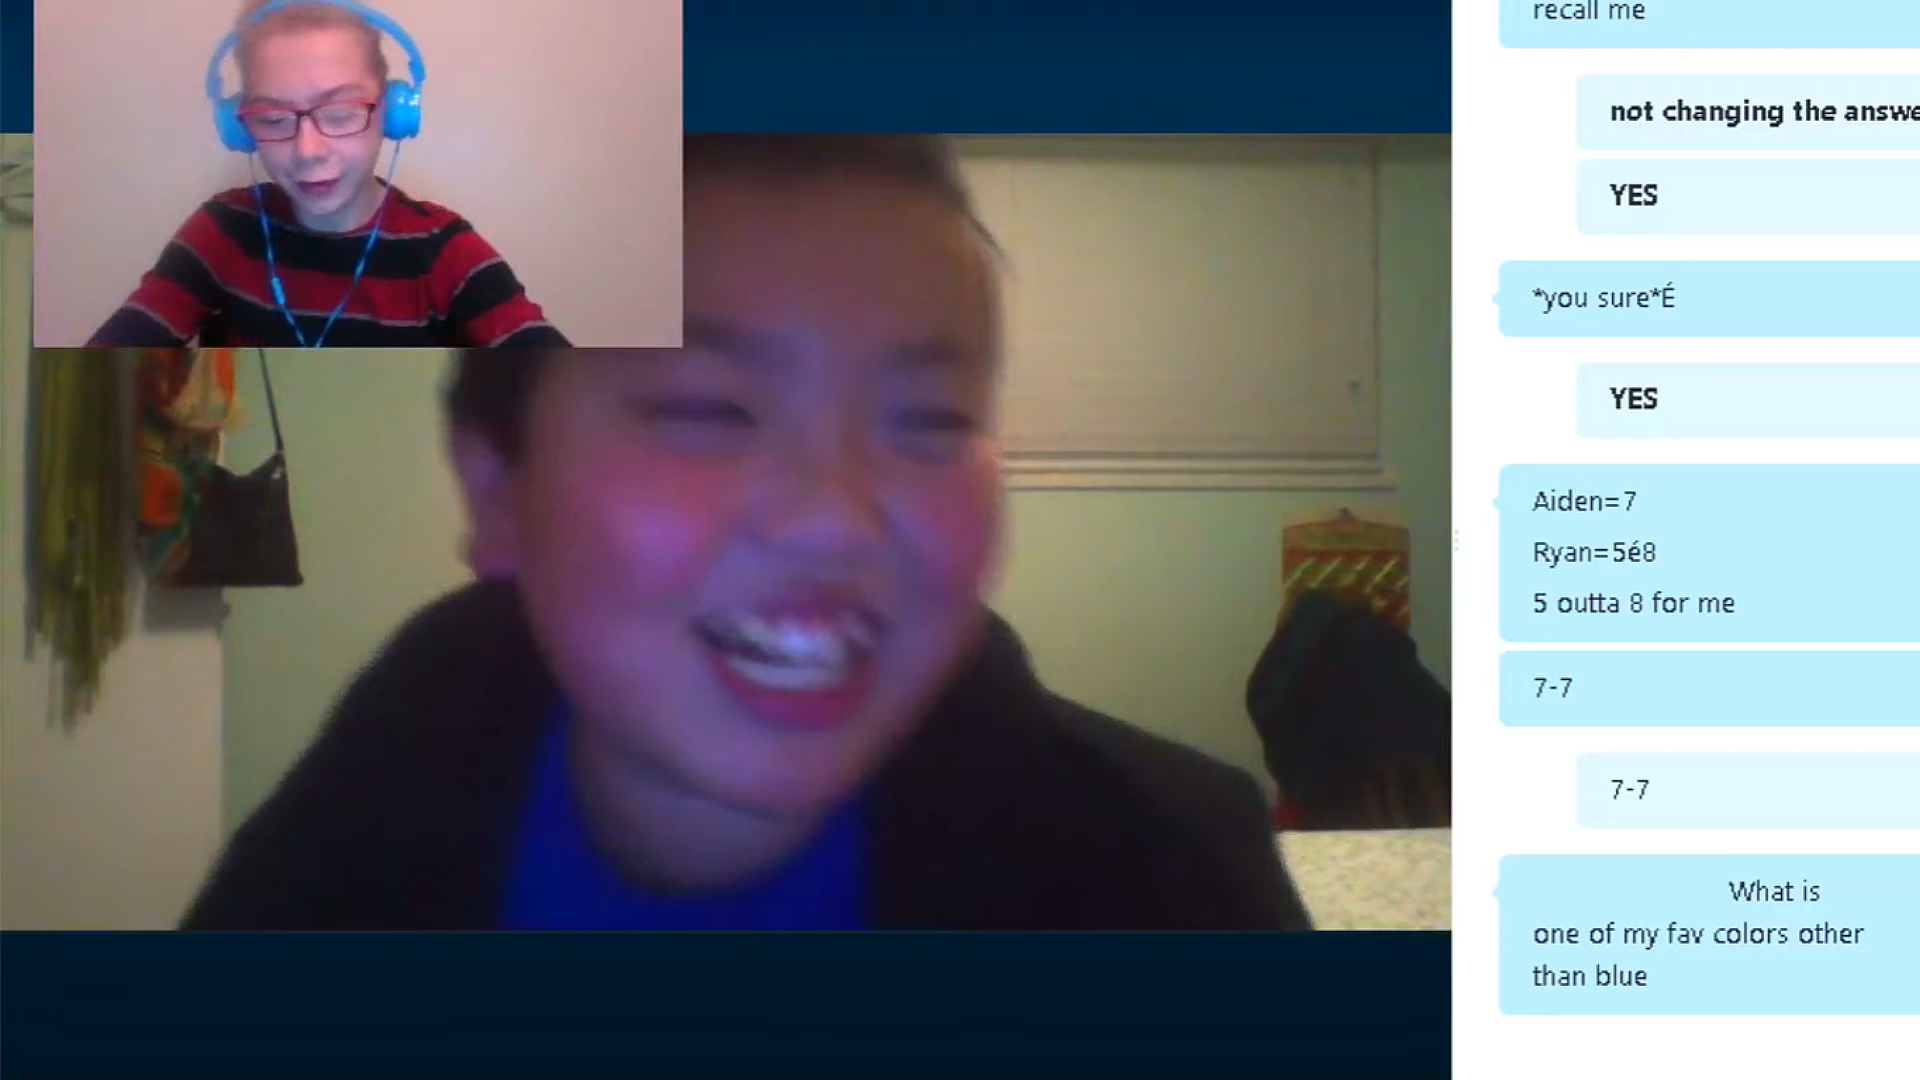 recall me
not changing the answe
YES
*you sure*É
YES
Aiden=7
Ryan=5é8
5 outta 8 for me
7-7
7-7
What is
one of my fav colors other
than blue